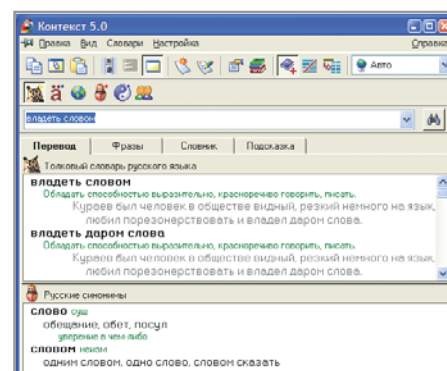 Контекст 5.0
Правка Вид Словари Настройка Справка
Авто
владеть словом
Перевод Фразы Словник Подсказка
Толковый словарь русского языка
владеть словом
Обладать способностью выразительно, красноречиво говорить, писать.
Кураев был человек в обществе видный, резкий немного на язык,
любил порезонерствовать и владел даром слова.
владеть даром слова
Обладать способностью выразительно, красноречиво говорить, писать.
Кураев был человек в обществе видный, резкий немного на язык,
любил порезонерствовать и владел даром слова.
Русские синонимы
слово сущ
обещание, обет, посул
уверение в чем-либо
словом неизм
одним словом, одно слово, словом сказать